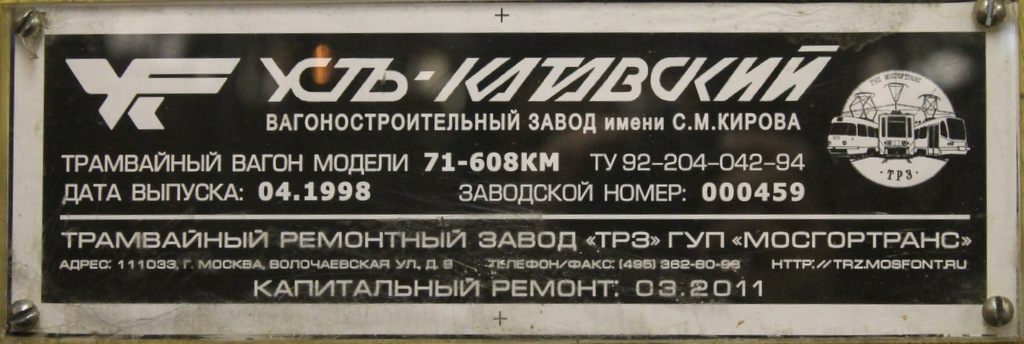 УСТЬ-КАТАВСКИЙ
ВАГОНОСТРОИТЕЛЬНЫЙ ЗАВОД имени С.М.КИРОВА
ТРАМВАЙНЫЙ ВАГОН МОДЕЛИ 71-608КМ ТУ 92-204-042-94
ДАТА ВЫПУСКА: 04.1998 ЗАВОДСКОЙ НОМЕР: 000459
ГУП МОСГОРТРАНС
·ТРЗ·
ТРАМВАЙНЫЙ РЕМОНТНЫЙ ЗАВОД «ТРЗ» ГУП «МОСГОРТРАНС»
АДРЕС: 111033, Г. МОСКВА, ВОЛОЧАЕВСКАЯ УЛ., Д. 9 ТЕЛЕФОН/ФАКС: (495) 362-60-96 HTTP://TRZ.MOSFONT.RU
КАПИТАЛЬНЫЙ РЕМОНТ: 03.2011